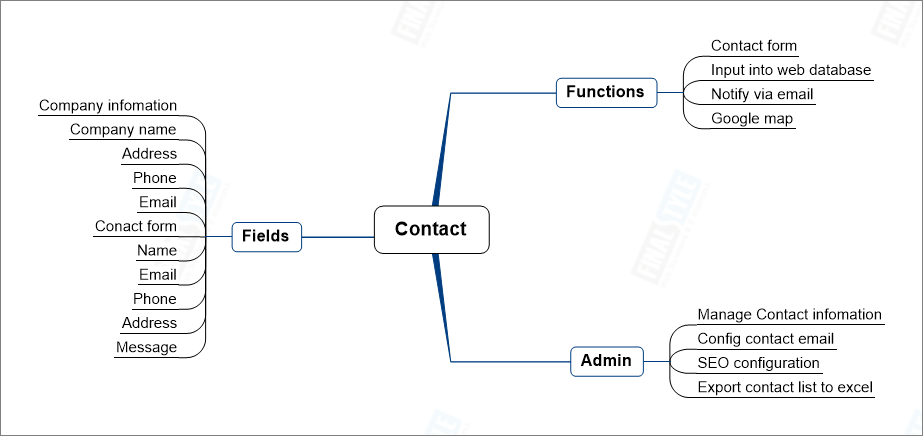 Contact
Functions
Contact form
Input into web database
Notify via email
Google map
Fields
Company infomation
Company name
Address
Phone
Email
Conact form
Name
Email
Phone
Address
Message
Admin
Manage Contact infomation
Config contact email
SEO configuration
Export contact list to excel
FINALSTYLE